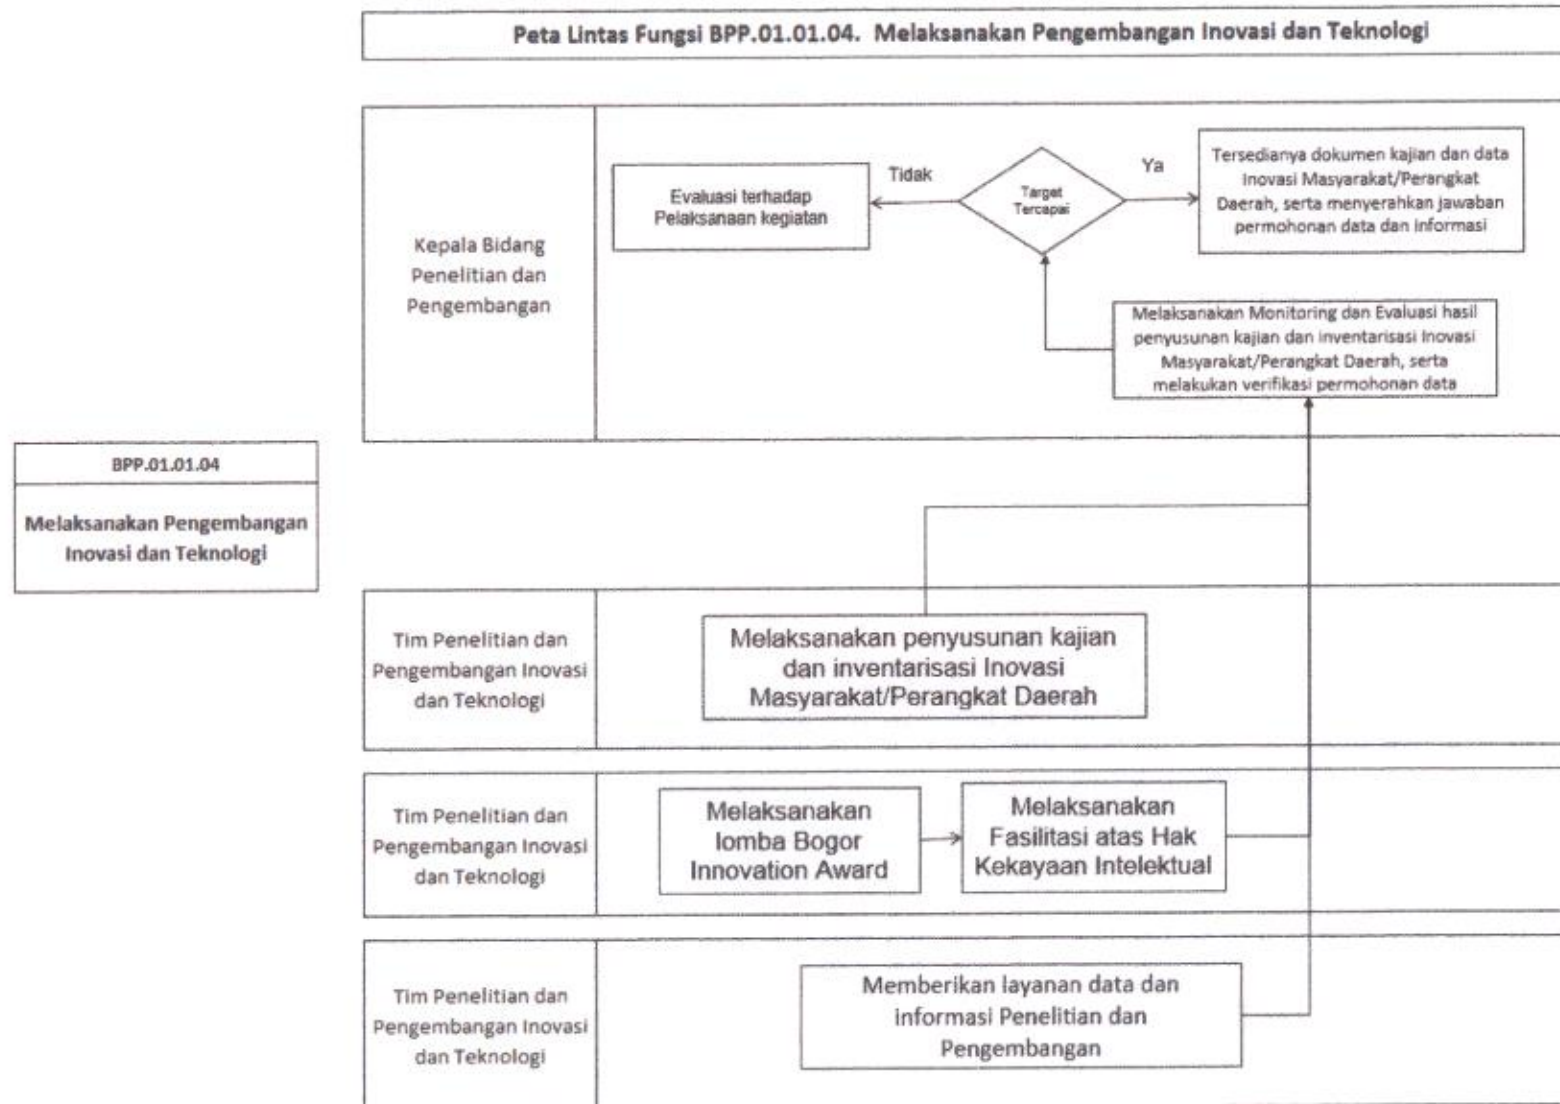 Peta Lintas Fungsi BPP.01.01.04. Melaksanakan Pengembangan Inovasi dan Teknologi
Kepala Bidang
Penelitian dan
Pengembangan
Evaluasi terhadap
Pelaksanaan kegiatan
Tidak
Target
Tercapai
Ya
Tersedianya dokumen kajian dan data
Inovasi Masyarakat/Perangkat
Daerah, serta menyerahkan jawaban
permohonan data dan informasi
Melaksanakan Monitoring dan Evaluasi hasil
penyusunan kajian dan inventarisasi Inovasi
Masyarakat/Perangkat Daerah, serta
melakukan verifikasi permohonan data
BPP.01.01.04
Melaksanakan Pengembangan
Inovasi dan Teknologi
Tim Penelitian dan
Pengembangan Inovasi
dan Teknologi
Melaksanakan penyusunan kajian
dan inventarisasi Inovasi
Masyarakat/Perangkat Daerah
Tim Penelitian dan
Pengembangan Inovasi
dan Teknologi
Melaksanakan
lomba Bogor
Innovation Award
Melaksanakan
Fasilitasi atas Hak
Kekayaan Intelektual
Tim Penelitian dan
Pengembangan Inovasi
dan Teknologi
Memberikan layanan data dan
informasi Penelitian dan
Pengembangan